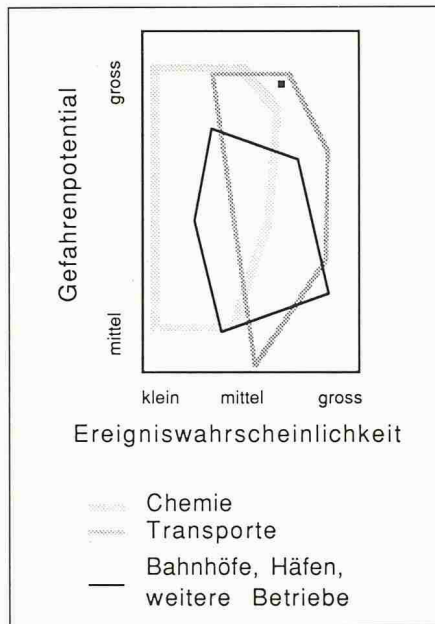 gross
Gefahrenpotential
mittel
klein mittel gross
Ereigniswahrscheinlichkeit
Chemie
Transporte
Bahnhöfe, Häfen,
weitere Betriebe